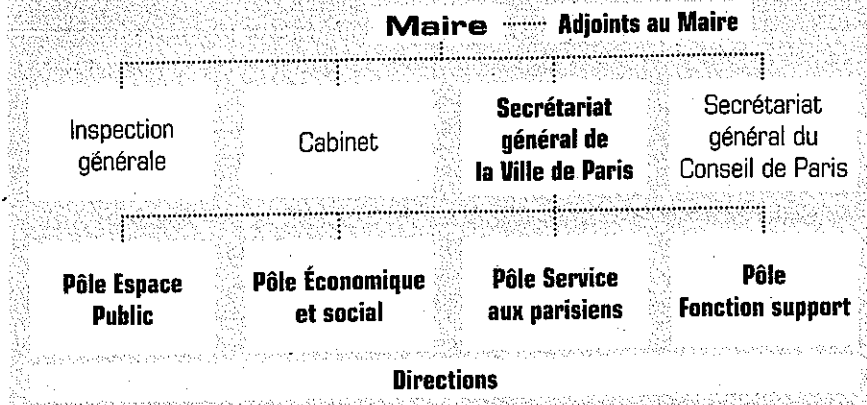 Maire Adjoints au Maire
Inspection
générale
Cabinet
Secrétariat
général de
la Ville de Paris
Secrétariat
général du
Conseil de Paris
Pôle Espace
Public
Pôle Économique
et social
Pôle Service
aux parisiens
Pôle
Fonction support
Directions